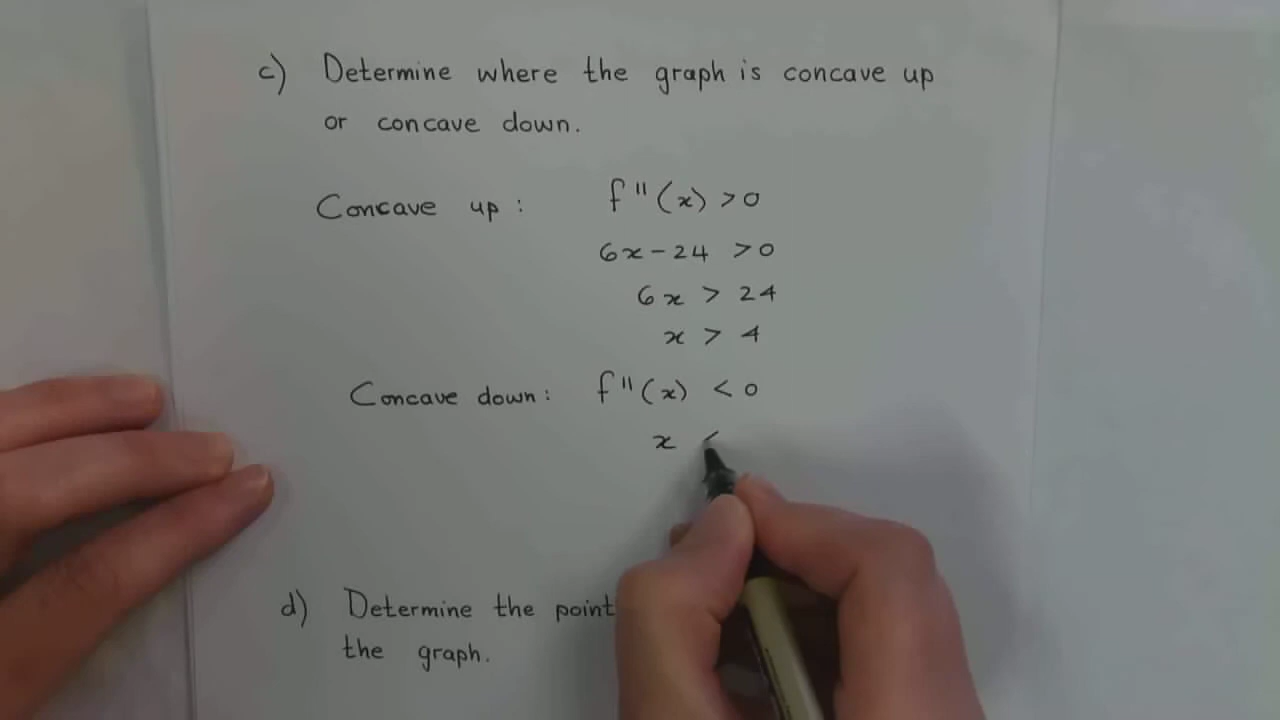 c) Determine where the graph is concave up
or concave down.
Concave up: f''(x) >0
6x-24 >0
6x > 24
x > 4
Concave down: f''(x) <0
x <
d) Determine the point
the graph.